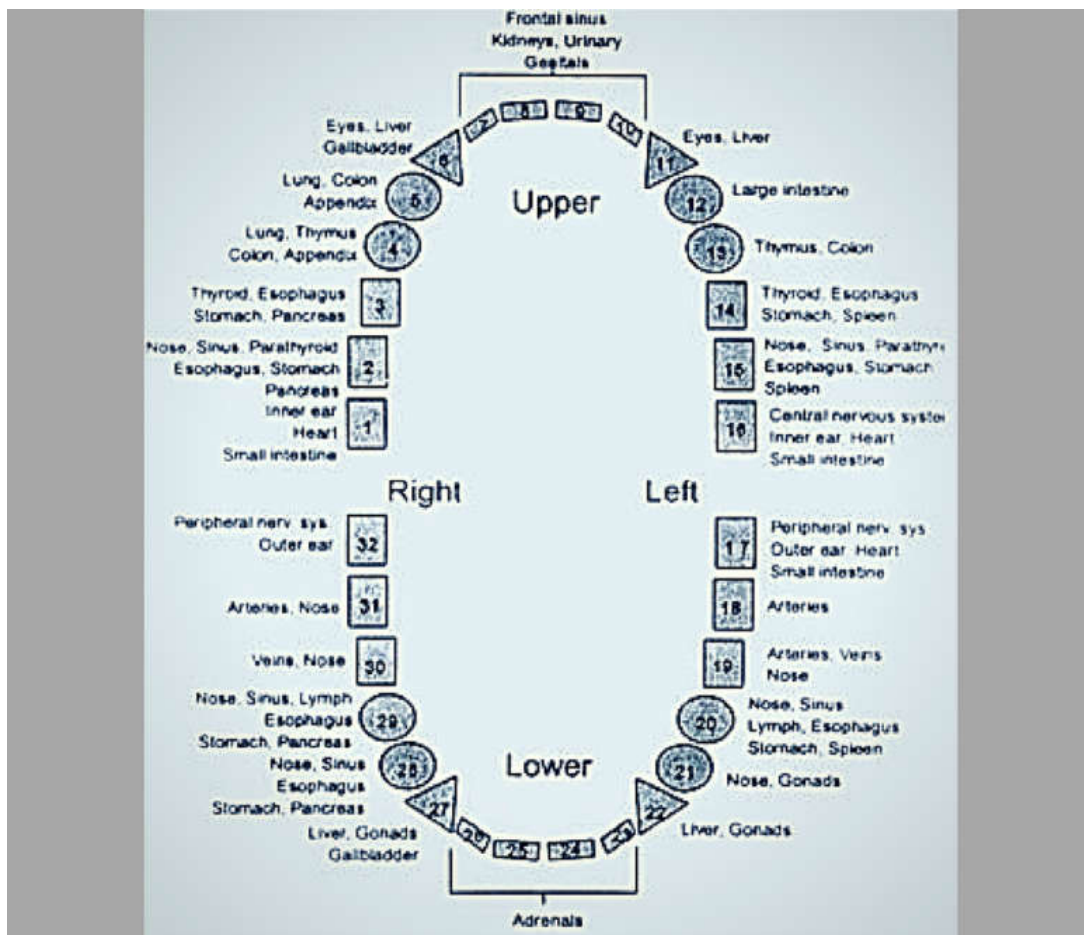 Frontal sinus
Kidneys, Urinary
Genitals
7
8
9
10
Eyes, Liver
Gallbladder
6
11
Eyes, Liver
Lung, Colon
Appendix
5
Upper
12
Large intestine
Lung, Thymus
Colon, Appendix
4
13
Thymus, Colon
Thyroid, Esophagus
Stomach, Pancreas
3
14
Thyroid, Esophagus
Stomach, Spleen
Nose, Sinus, Parathyroid
Esophagus, Stomach
Pancreas
2
15
Nose, Sinus, Parathyr
Esophagus, Stomach
Spleen
Inner ear
Heart
Small intestine
1
16
Central nervous syste
Inner ear, Heart
Small intestine
Right
Left
Peripheral nerv. sys.
Outer ear
32
17
Peripheral nerv. sys
Outer ear, Heart
Small intestine
Arteries, Nose
31
18
Arteries
Veins, Nose
30
19
Arteries, Veins
Nose
Nose, Sinus, Lymph
Esophagus
Stomach, Pancreas
29
20
Nose, Sinus
Lymph, Esophagus
Stomach, Spleen
Nose, Sinus
Esophagus
Stomach, Pancreas
28
Lower
21
Nose, Gonads
Liver, Gonads
Gallbladder
27
22
Liver, Gonads
26
25
24
23
Adrenals